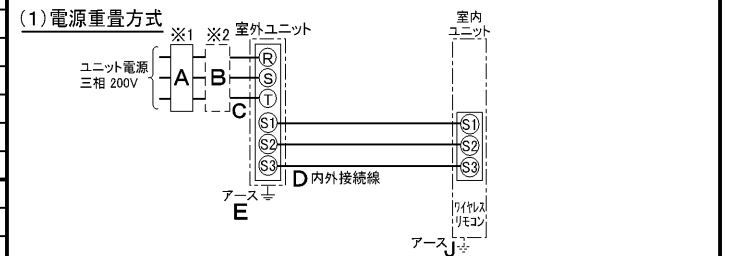 (1)電源重畳方式
※1 ※2 室外ユニット
室内
ユニット
ユニット電源
三相 200V
A
B
C
R
S
T
S1
S2
S3
S1
S2
S3
D 内外接続線
アース
E
ワイヤレス
リモコン
アース J